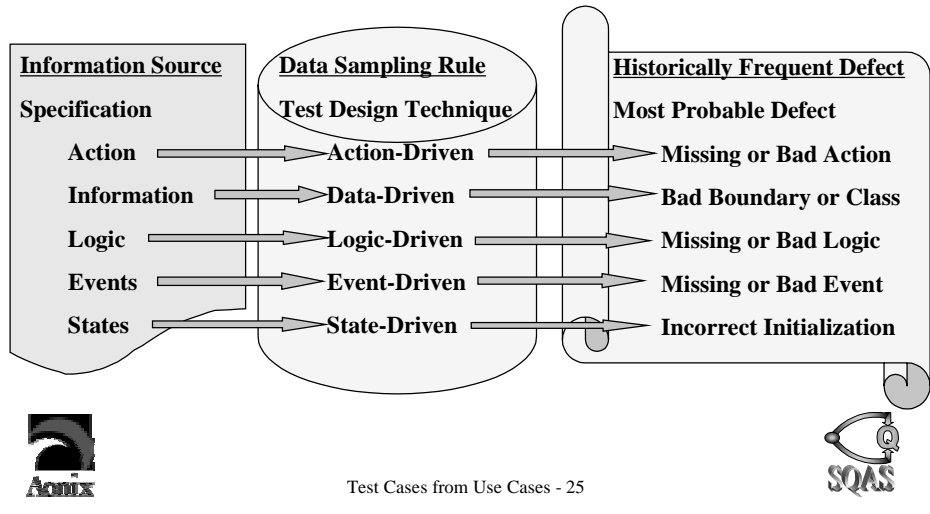 Information Source
Specification
Action
Information
Logic
Events
States
Data Sampling Rule
Test Design Technique
Action-Driven
Data-Driven
Logic-Driven
Event-Driven
State-Driven
Historically Frequent Defect
Most Probable Defect
Missing or Bad Action
Bad Boundary or Class
Missing or Bad Logic
Missing or Bad Event
Incorrect Initialization
Aonix
Test Cases from Use Cases - 25
Q
SQAS